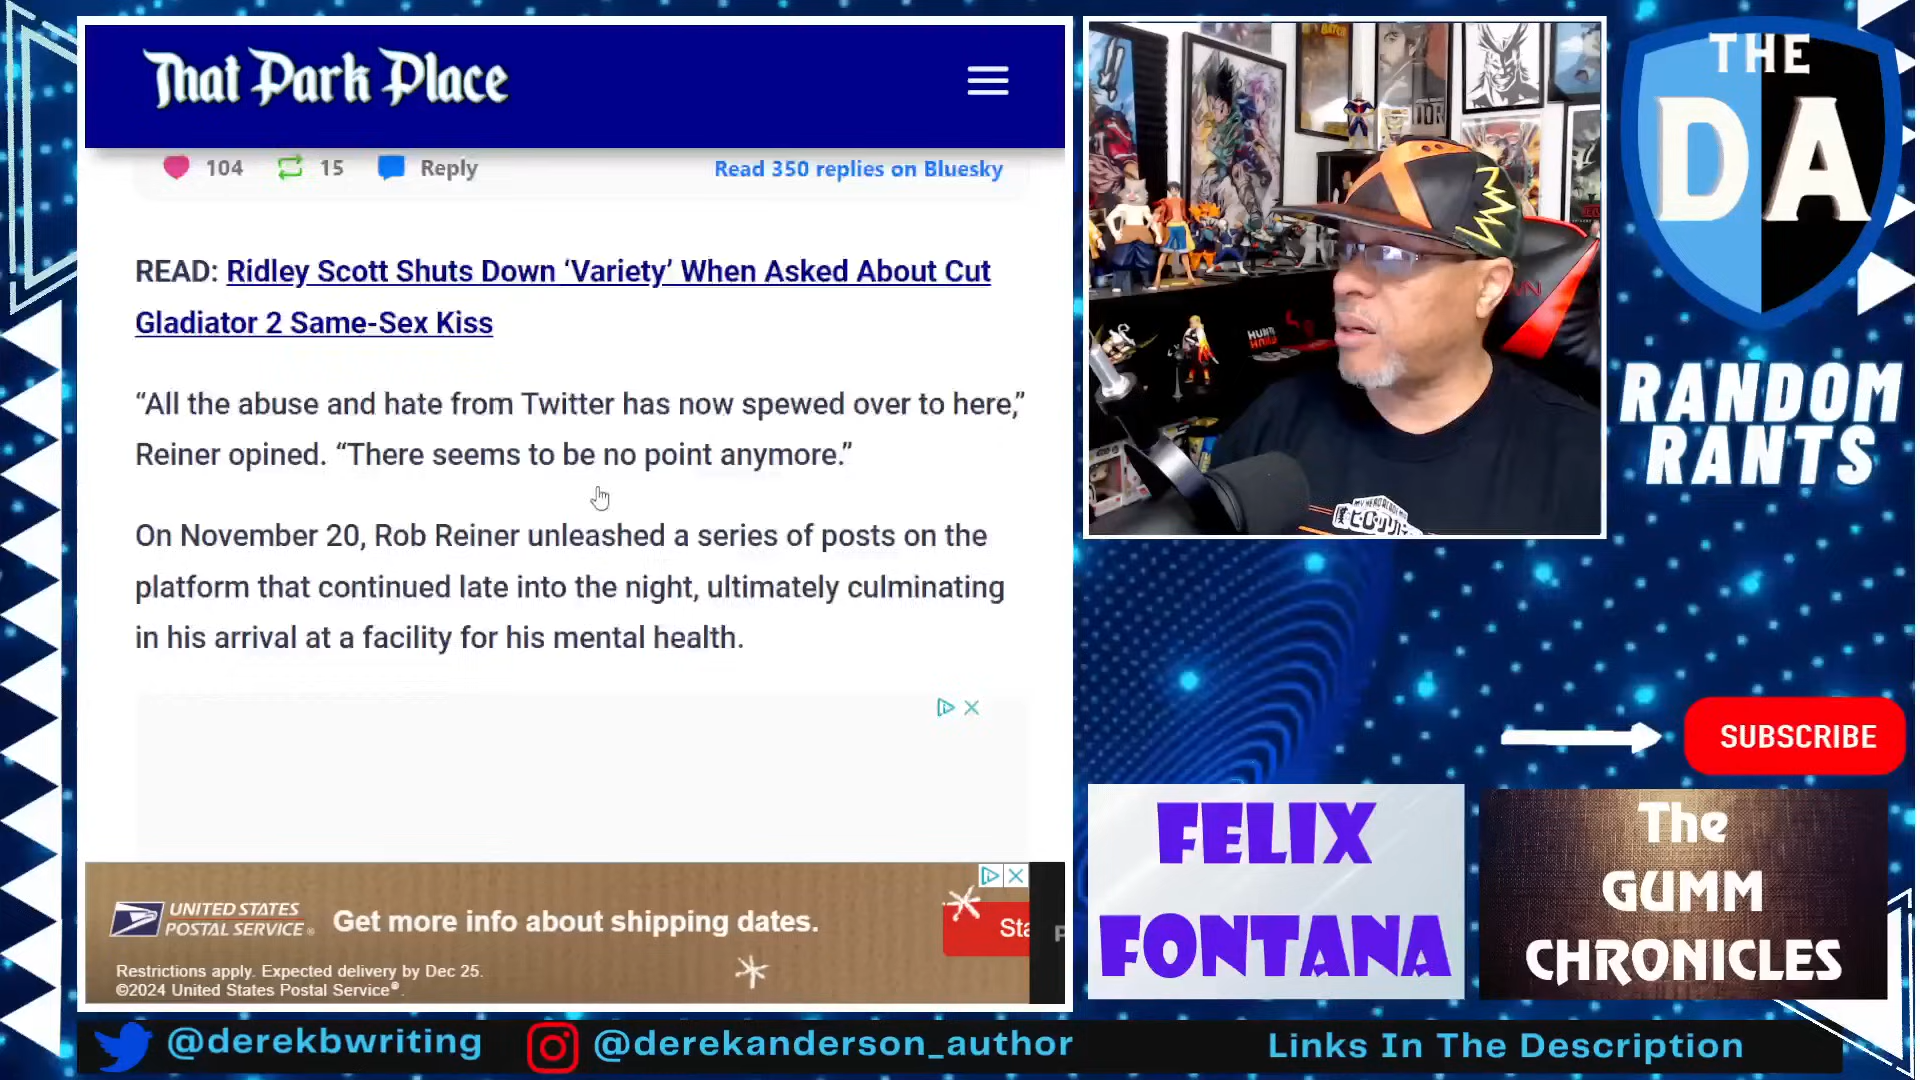 That Park Place
104 15 Reply Read 350 replies on Bluesky
READ: Ridley Scott Shuts Down ‘Variety’ When Asked About Cut
Gladiator 2 Same-Sex Kiss
“All the abuse and hate from Twitter has now spewed over to here,”
Reiner opined. “There seems to be no point anymore.”
On November 20, Rob Reiner unleashed a series of posts on the
platform that continued late into the night, ultimately culminating
in his arrival at a facility for his mental health.
UNITED STATES
POSTAL SERVICE®
Get more info about shipping dates.
Restrictions apply. Expected delivery by Dec 25.
©2024 United States Postal Service®.
THE
DA
RANDOM
RANTS
SUBSCRIBE
FELIX
FONTANA
The
GUMM
CHRONICLES
@derekbwriting @derekanderson_author Links In The Description